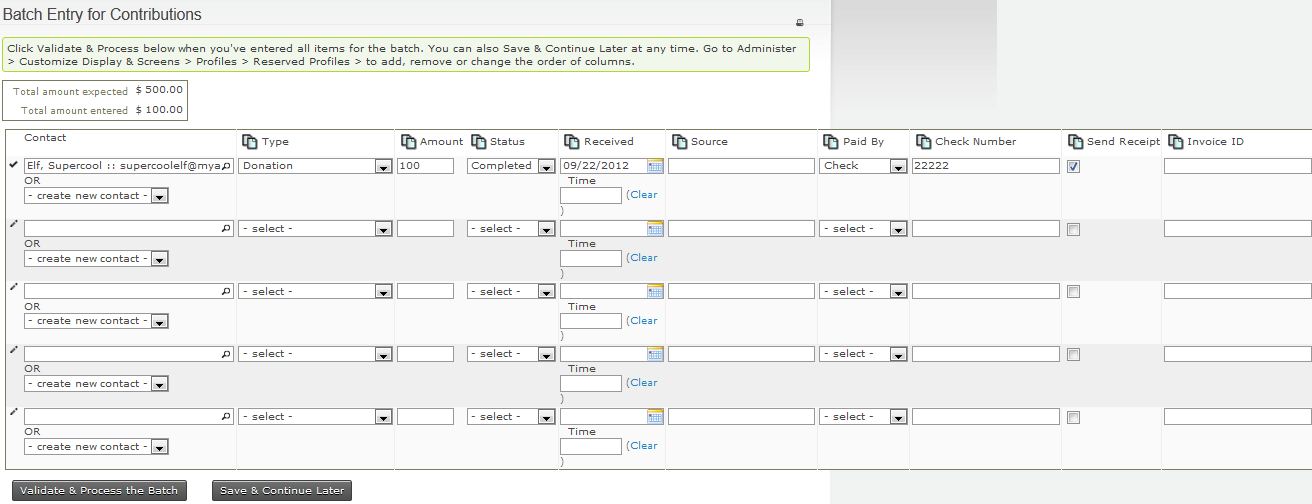 Batch Entry for Contributions
Click Validate & Process below when you've entered all items for the batch. You can also Save & Continue Later at any time. Go to Administer
> Customize Display & Screens > Profiles > Reserved Profiles > to add, remove or change the order of columns.
Total amount expected $ 500.00
Total amount entered $ 100.00
Contact Type Amount Status Received Source Paid By Check Number Send Receipt Invoice ID
Elf, Supercool :: supercoolelf@mya Donation 100 Completed 09/22/2012 Check 22222
OR Time
- create new contact - (Clear
)
- select - - select - - select -
OR Time
- create new contact - (Clear
)
- select - - select - - select -
OR Time
- create new contact - (Clear
)
- select - - select - - select -
OR Time
- create new contact - (Clear
)
- select - - select - - select -
OR Time
- create new contact - (Clear
)
Validate & Process the Batch Save & Continue Later